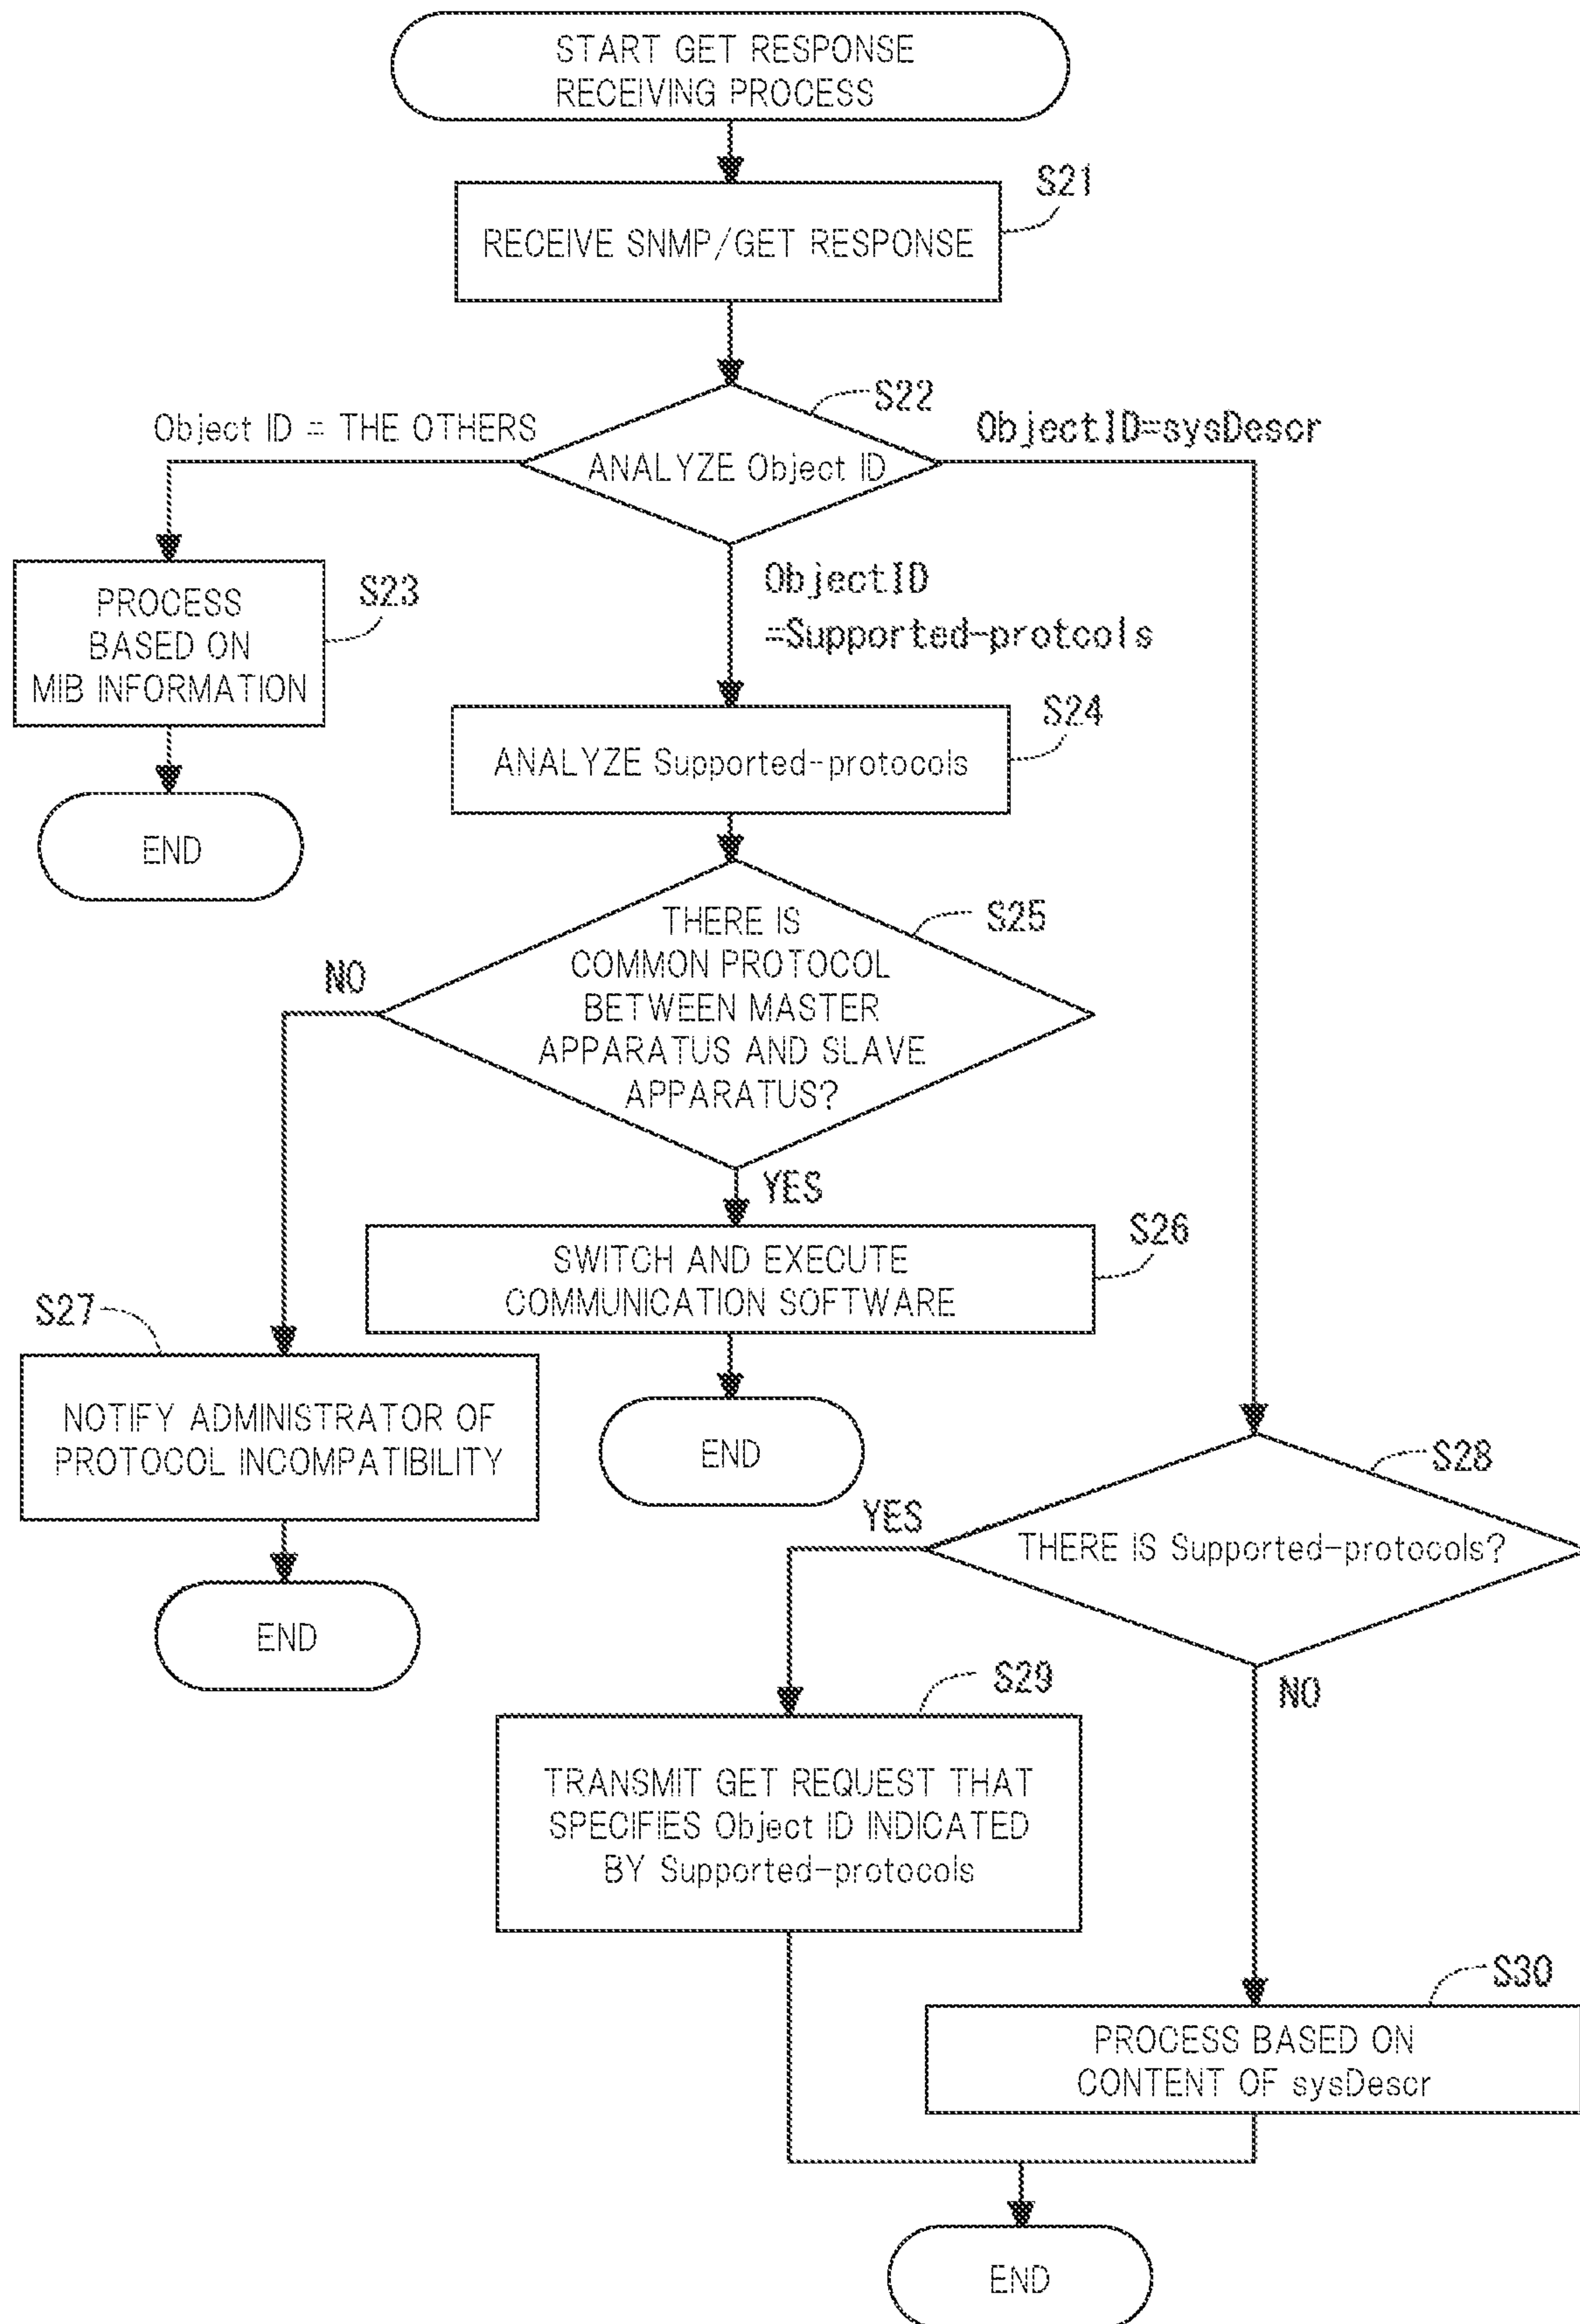 START GET RESPONSE
RECEIVING PROCESS
S21
RECEIVE SNMP/GET RESPONSE
S22
Object ID = THE OTHERS
ObjectID=sysDescr
ANALYZE Object ID
ObjectID
=Supported-protcols
S23
PROCESS
BASED ON
MIB INFORMATION
END
S24
ANALYZE Supported-protocols
S25
THERE IS
COMMON PROTOCOL
BETWEEN MASTER
APPARATUS AND SLAVE
APPARATUS?
NO
YES
S26
SWITCH AND EXECUTE
COMMUNICATION SOFTWARE
END
S27
NOTIFY ADMINISTRATOR OF
PROTOCOL INCOMPATIBILITY
END
S28
THERE IS Supported-protocols?
YES
NO
S29
TRANSMIT GET REQUEST THAT
SPECIFIES Object ID INDICATED
BY Supported-protocols
S30
PROCESS BASED ON
CONTENT OF sysDescr
END